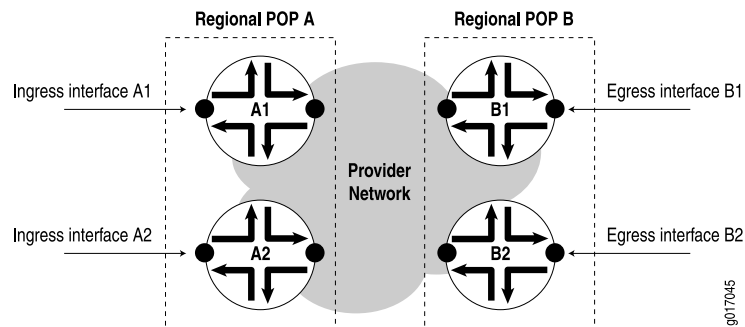 Regional POP A
Regional POP B
Ingress interface A1
A1
B1
Egress interface B1
Provider
Network
Ingress interface A2
A2
B2
Egress interface B2
g017045